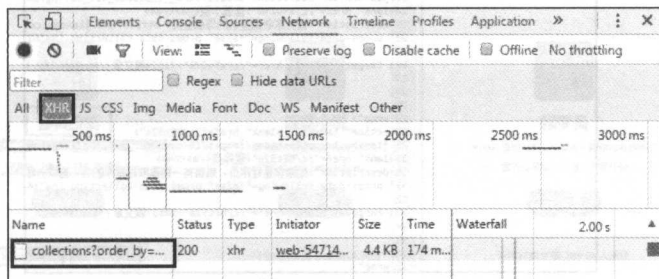 Elements Console Sources Network Timeline Profiles Application »
View: Preserve log Disable cache Offline No throttling
Filter Regex Hide data URLs
All XHR JS CSS Img Media Font Doc WS Manifest Other
500 ms 1000 ms 1500 ms 2000 ms 2500 ms 3000 ms
Name Status Type Initiator Size Time Waterfall 2.00 s
collections?order_by=... 200 xhr web-54714... 4.4 KB 174 m...